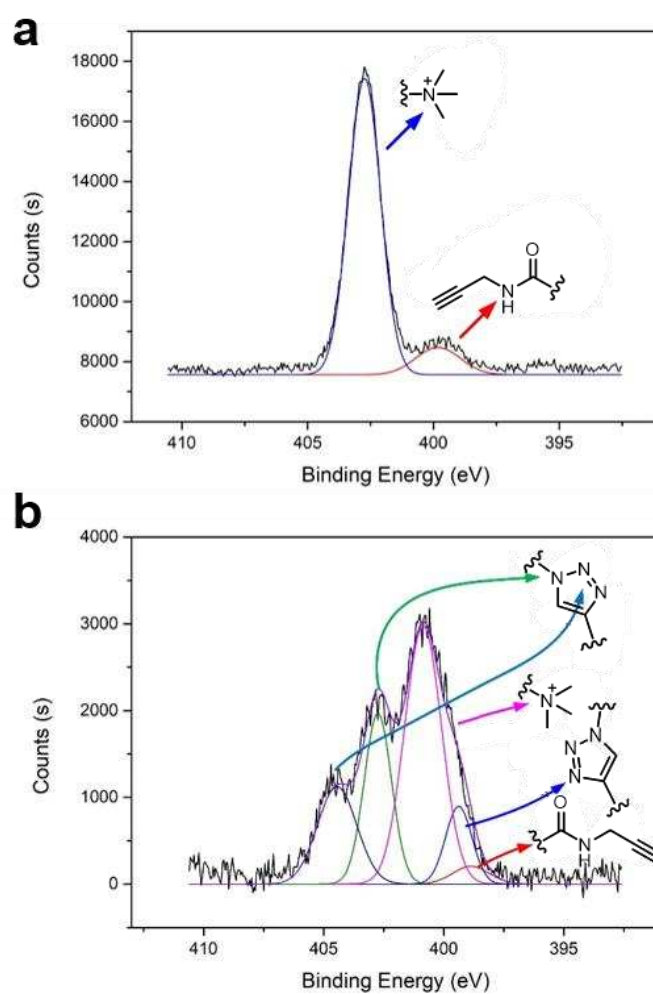 a
18000
16000
14000
12000
10000
8000
6000
Counts (s)
410
405
400
395
Binding Energy (eV)
N
+
O
N
H
b
4000
3000
2000
1000
0
Counts (s)
410
405
400
395
Binding Energy (eV)
N
N
N
N
+
N
N
N
O
N
H